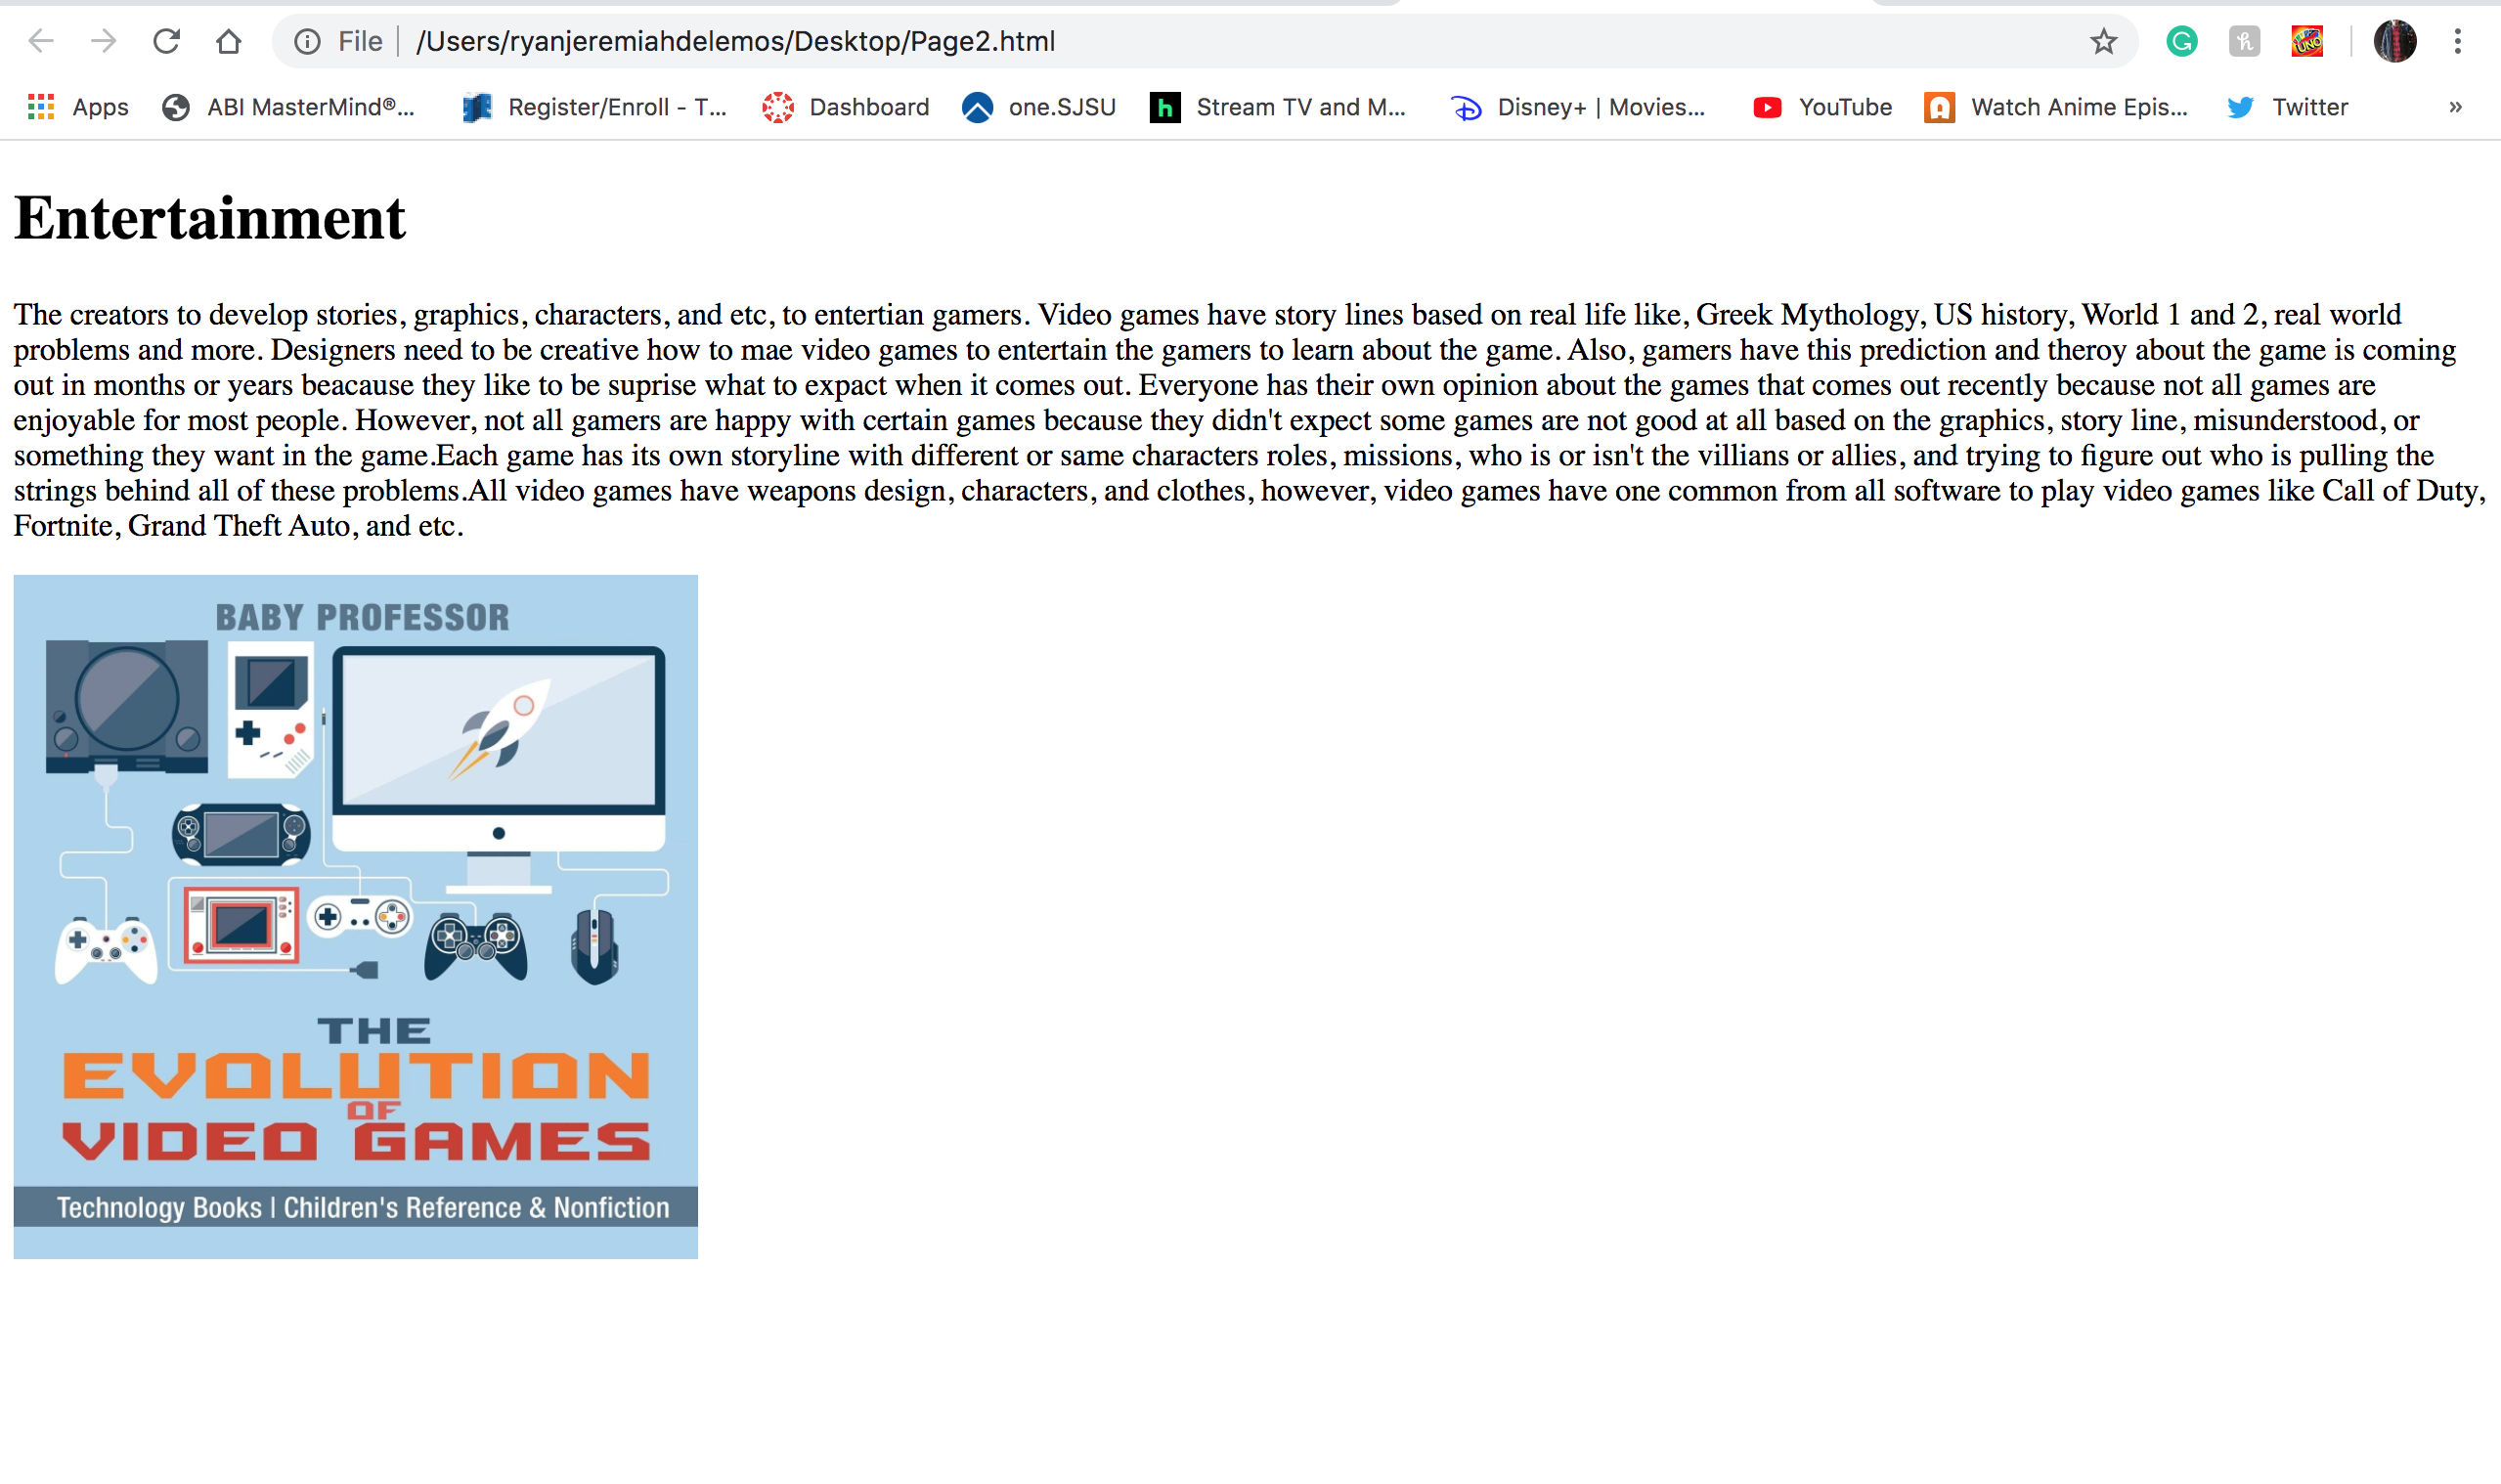 File /Users/ryanjeremiahdelemos/Desktop/Page2.html
Apps ABI MasterMind®... Register/Enroll - T... Dashboard one.SJSU Stream TV and M... Disney+ | Movies... YouTube Watch Anime Epis... Twitter »
Entertainment
The creators to develop stories, graphics, characters, and etc, to entertian gamers. Video games have story lines based on real life like, Greek Mythology, US history, World 1 and 2, real world
problems and more. Designers need to be creative how to mae video games to entertain the gamers to learn about the game. Also, gamers have this prediction and theroy about the game is coming
out in months or years beacause they like to be suprise what to expact when it comes out. Everyone has their own opinion about the games that comes out recently because not all games are
enjoyable for most people. However, not all gamers are happy with certain games because they didn't expect some games are not good at all based on the graphics, story line, misunderstood, or
something they want in the game.Each game has its own storyline with different or same characters roles, missions, who is or isn't the villians or allies, and trying to figure out who is pulling the
strings behind all of these problems.All video games have weapons design, characters, and clothes, however, video games have one common from all software to play video games like Call of Duty,
Fortnite, Grand Theft Auto, and etc.
BABY PROFESSOR
THE
EVOLUTION
OF
VIDEO GAMES
Technology Books | Children's Reference & Nonfiction